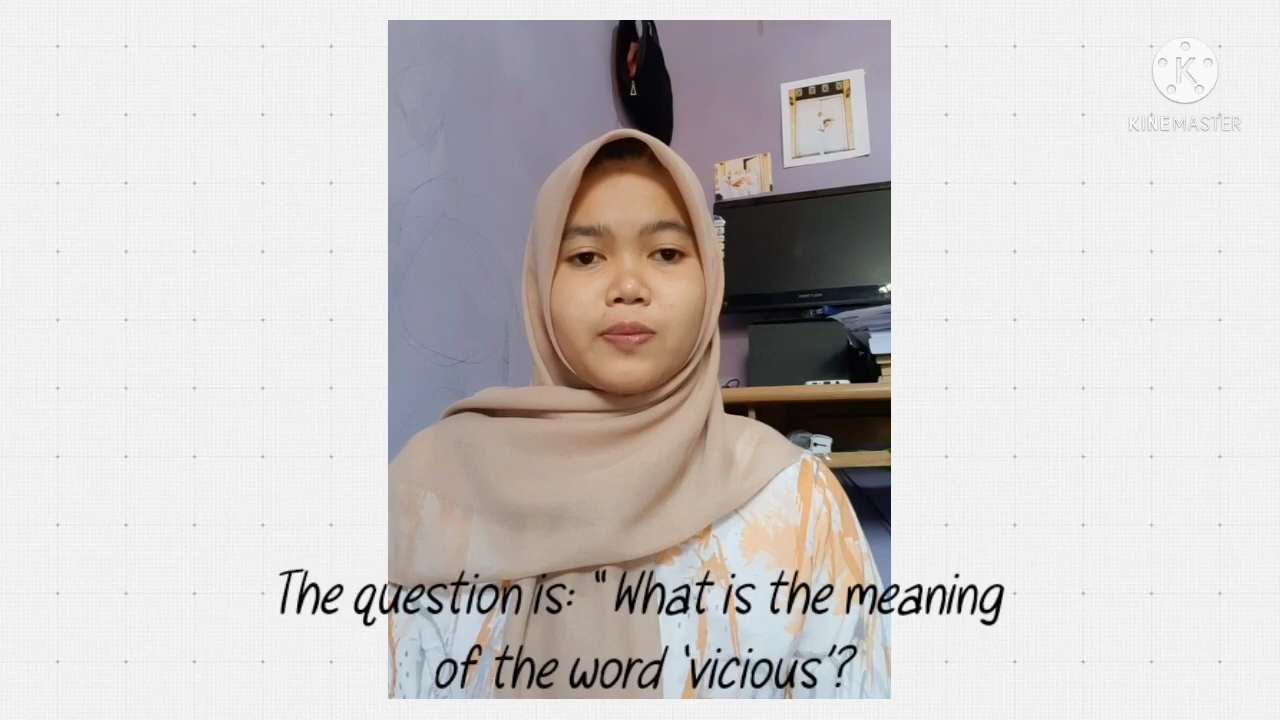 KINEMASTER
The question is: "What is the meaning
of the word 'vicious'?